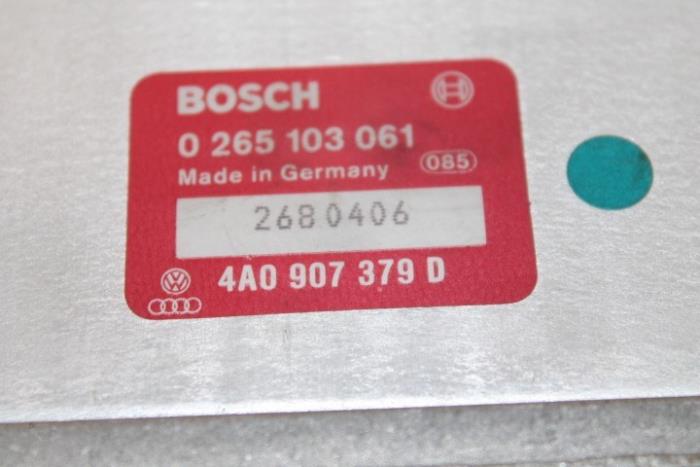 BOSCH
0 265 103 061
Made in Germany 085
2680406
4A0 907 379 D